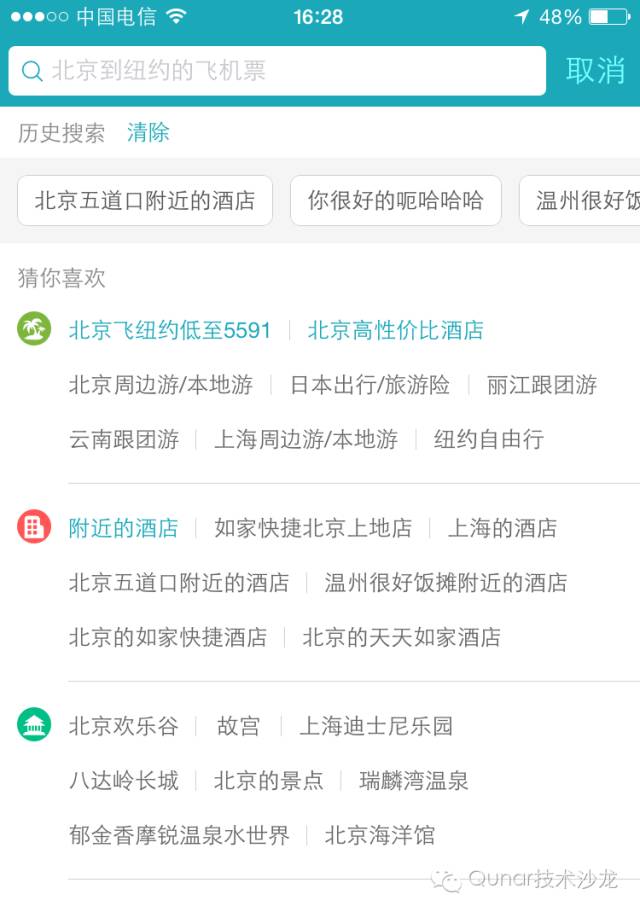 中国电信 16:28 48%
北京到纽约的飞机票 取消
历史搜索 清除
北京五道口附近的酒店 你很好的呃哈哈哈 温州很好饭
猜你喜欢
北京飞纽约低至5591 北京高性价比酒店
北京周边游/本地游 日本出行/旅游险 丽江跟团游
云南跟团游 上海周边游/本地游 纽约自由行
附近的酒店 如家快捷北京上地店 上海的酒店
北京五道口附近的酒店 温州很好饭摊附近的酒店
北京的如家快捷酒店 北京的天天如家酒店
北京欢乐谷 故宫 上海迪士尼乐园
八达岭长城 北京的景点 瑞麟湾温泉
郁金香摩锐温泉水世界 北京海洋馆
Qunar技术沙龙